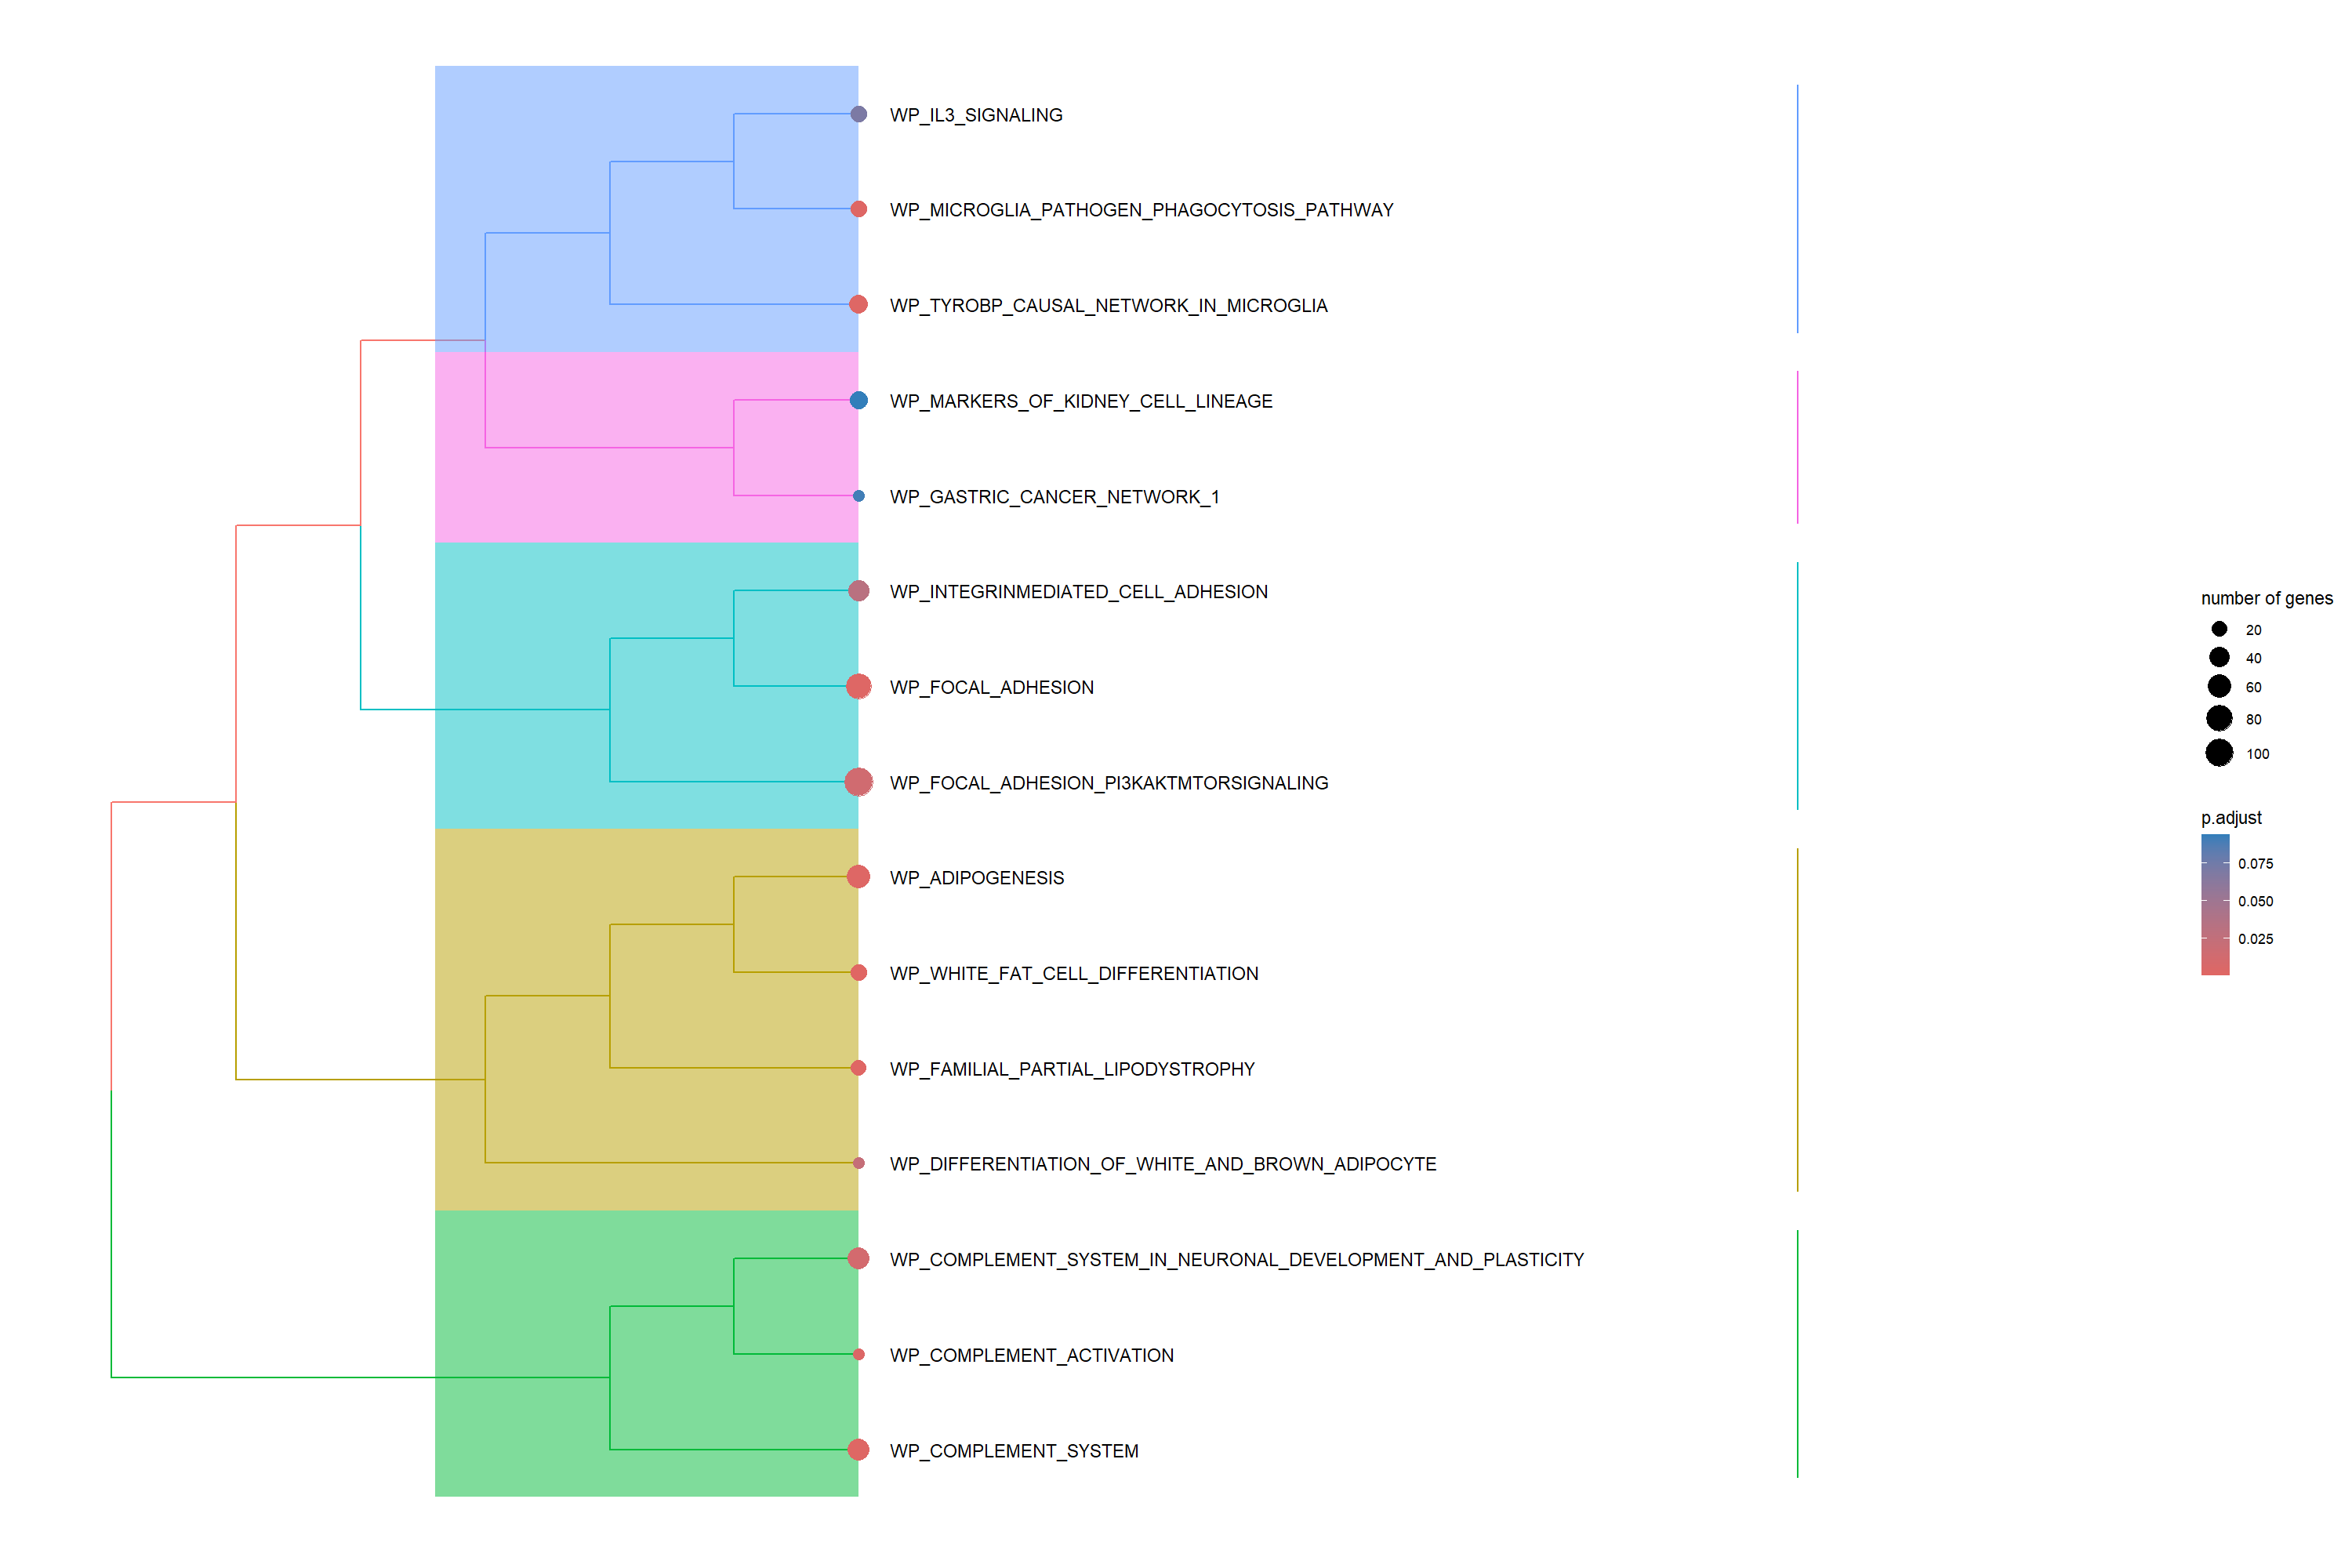 WP_IL3_SIGNALING
WP_MICROGLIA_PATHOGEN_PHAGOCYTOSIS_PATHWAY
WP_TYROBP_CAUSAL_NETWORK_IN_MICROGLIA
WP_MARKERS_OF_KIDNEY_CELL_LINEAGE
WP_GASTRIC_CANCER_NETWORK_1
WP_INTEGRINMEDIATED_CELL_ADHESION
WP_FOCAL_ADHESION
WP_FOCAL_ADHESION_PI3KAKTMTORSIGNALING
WP_ADIPOGENESIS
WP_WHITE_FAT_CELL_DIFFERENTIATION
WP_FAMILIAL_PARTIAL_LIPODYSTROPHY
WP_DIFFERENTIATION_OF_WHITE_AND_BROWN_ADIPOCYTE
WP_COMPLEMENT_SYSTEM_IN_NEURONAL_DEVELOPMENT_AND_PLASTICITY
WP_COMPLEMENT_ACTIVATION
WP_COMPLEMENT_SYSTEM
number of genes
20
40
60
80
100
p.adjust
0.075
0.050
0.025